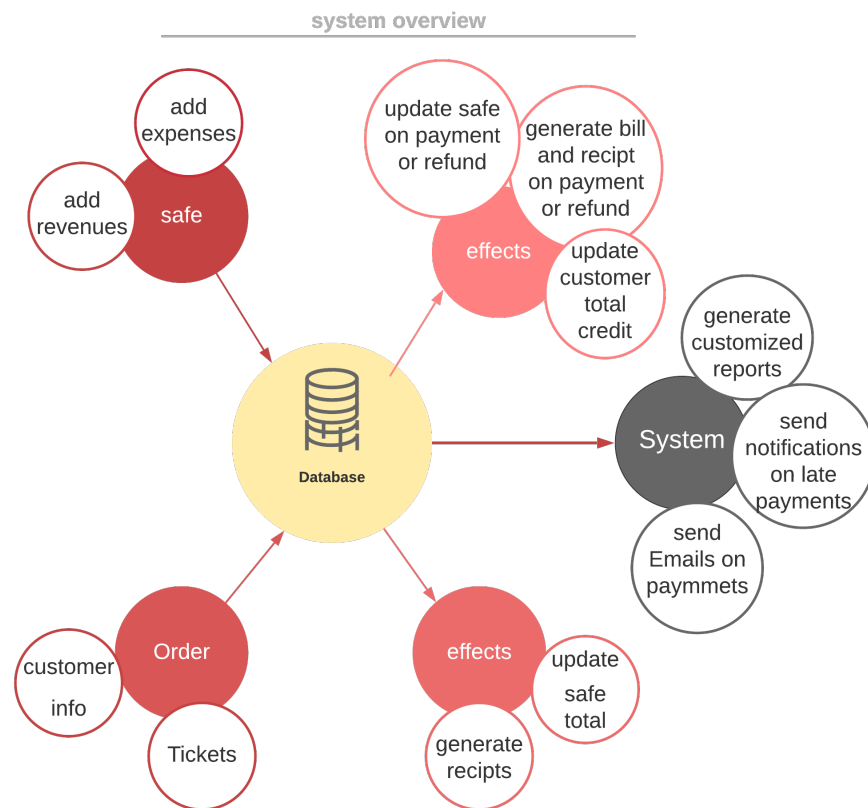 system overview
add
expenses
add
revenues
safe
update safe
on payment
or refund
generate bill
and recipt
on payment
or refund
effects
update
customer
total
credit
generate
customized
reports
System
send
notifications
on late
payments
send
Emails on
paymmets
Database
Order
customer
info
Tickets
effects
update
safe
total
generate
recipts